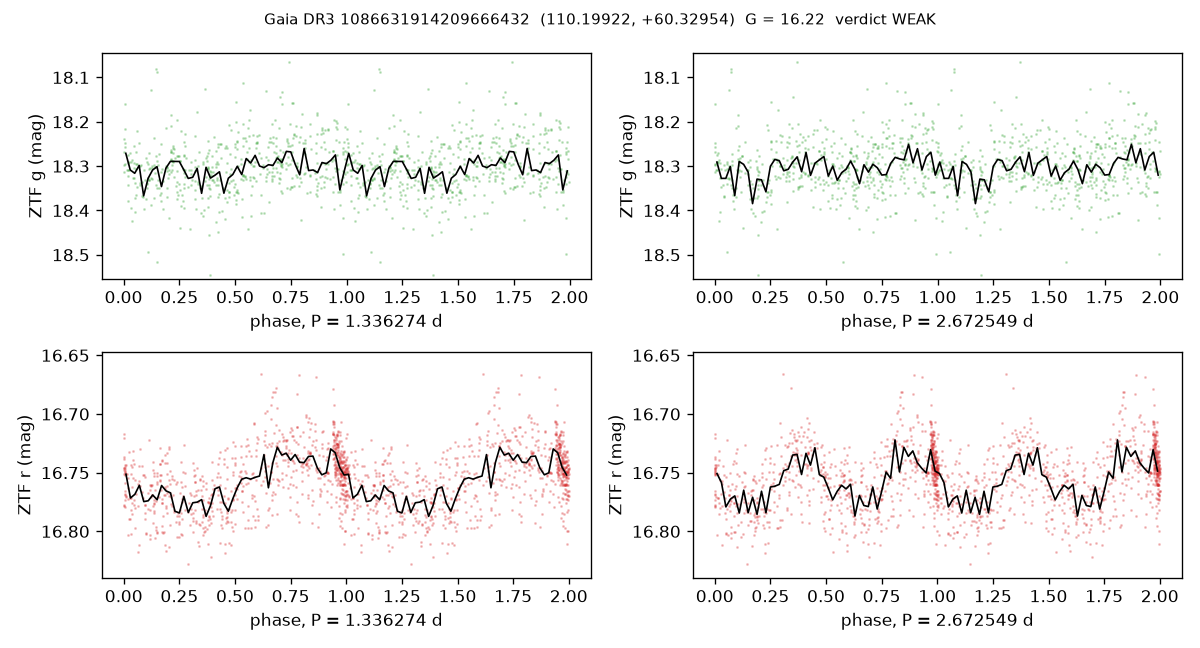 Gaia DR3 1086631914209666432 (110.19922, +60.32954) G = 16.22 verdict WEAK
ZTF g (mag)
18.1
18.2
18.3
18.4
18.5
0.00 0.25 0.50 0.75 1.00 1.25 1.50 1.75 2.00
phase, P = 1.336274 d
ZTF g (mag)
18.1
18.2
18.3
18.4
18.5
0.00 0.25 0.50 0.75 1.00 1.25 1.50 1.75 2.00
phase, P = 2.672549 d
ZTF r (mag)
16.65
16.70
16.75
16.80
0.00 0.25 0.50 0.75 1.00 1.25 1.50 1.75 2.00
phase, P = 1.336274 d
ZTF r (mag)
16.65
16.70
16.75
16.80
0.00 0.25 0.50 0.75 1.00 1.25 1.50 1.75 2.00
phase, P = 2.672549 d